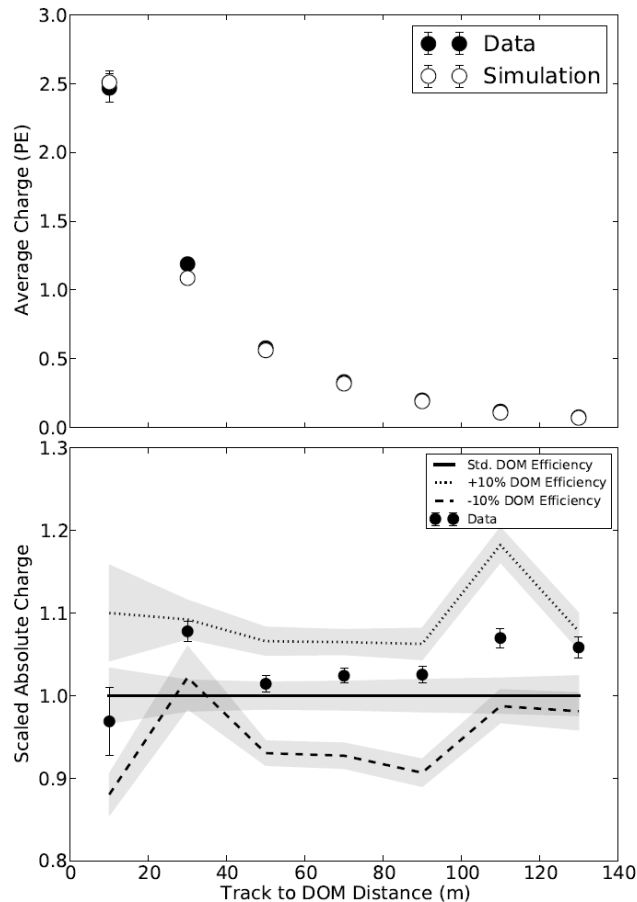 3.0
2.5
2.0
1.5
1.0
0.5
0.0
Average Charge (PE)
Data
Simulation
1.3
1.2
1.1
1.0
0.9
0.8
Scaled Absolute Charge
Std. DOM Efficiency
+10% DOM Efficiency
-10% DOM Efficiency
Data
0 20 40 60 80 100 120 140
Track to DOM Distance (m)